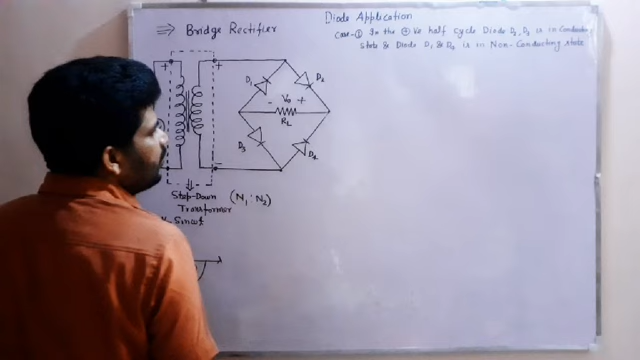 Diode Application
⇒ Bridge Rectifier
Case-① In the ⊕ve half cycle Diode D2, D3 is in Conducting
State & Diode D1 & D4 is in Non-Conducting state
+
+
D1
D2
- V0 +
RL
D3
D4
-
Step-Down
Transformer
(N1 : N2)